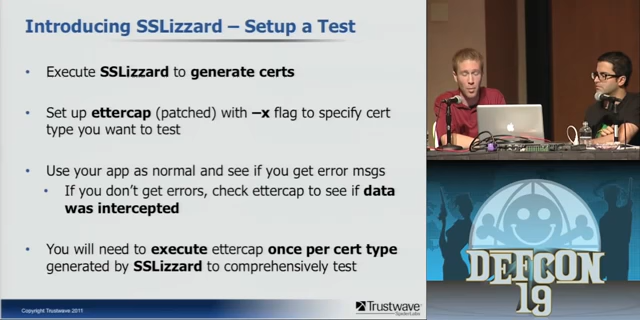 Introducing SSLizzard – Setup a Test
• Execute SSLizzard to generate certs
• Set up ettercap (patched) with –x flag to specify cert
type you want to test
• Use your app as normal and see if you get error msgs
• If you don't get errors, check ettercap to see if data
was intercepted
• You will need to execute ettercap once per cert type
generated by SSLizzard to comprehensively test
Copyright Trustwave 2011
Trustwave
SpiderLabs
DEFCON
19